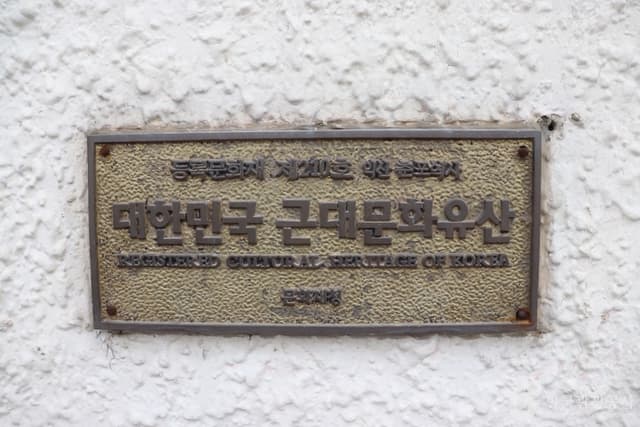 등록문화재 제210호 익산 춘포역사
대한민국 근대문화유산
REGISTERED CULTURAL HERITAGE OF KOREA
문화재청